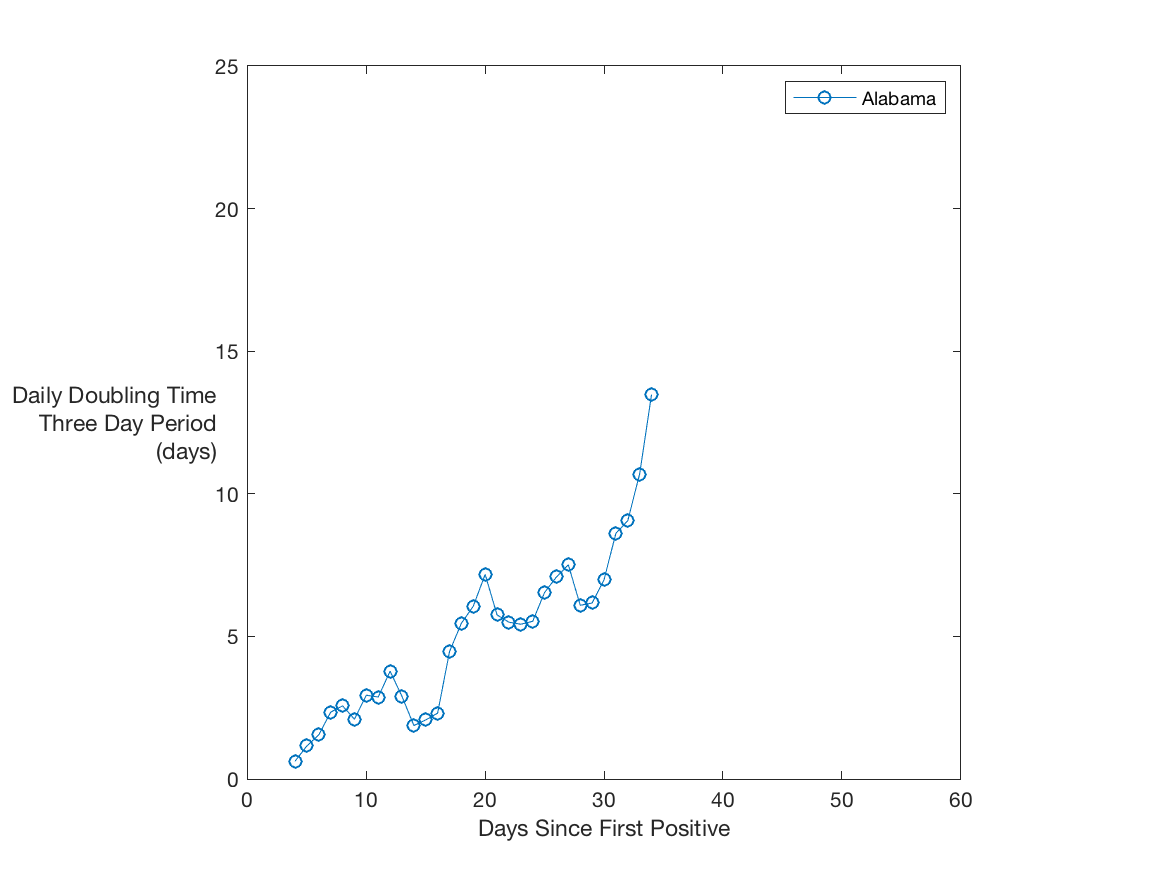 25
Alabama
20
15
Daily Doubling Time
Three Day Period
(days)
10
5
0
0 10 20 30 40 50 60
Days Since First Positive